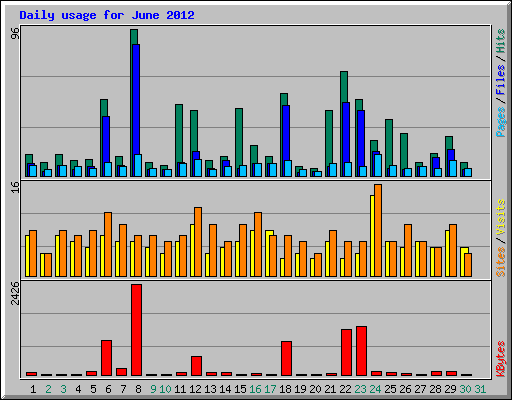 Daily usage for June 2012
96
Pages / Files / Hits
16
Sites / Visits
2426
KBytes
1 2 3 4 5 6 7 8 9 10 11 12 13 14 15 16 17 18 19 20 21 22 23 24 25 26 27 28 29 30 31